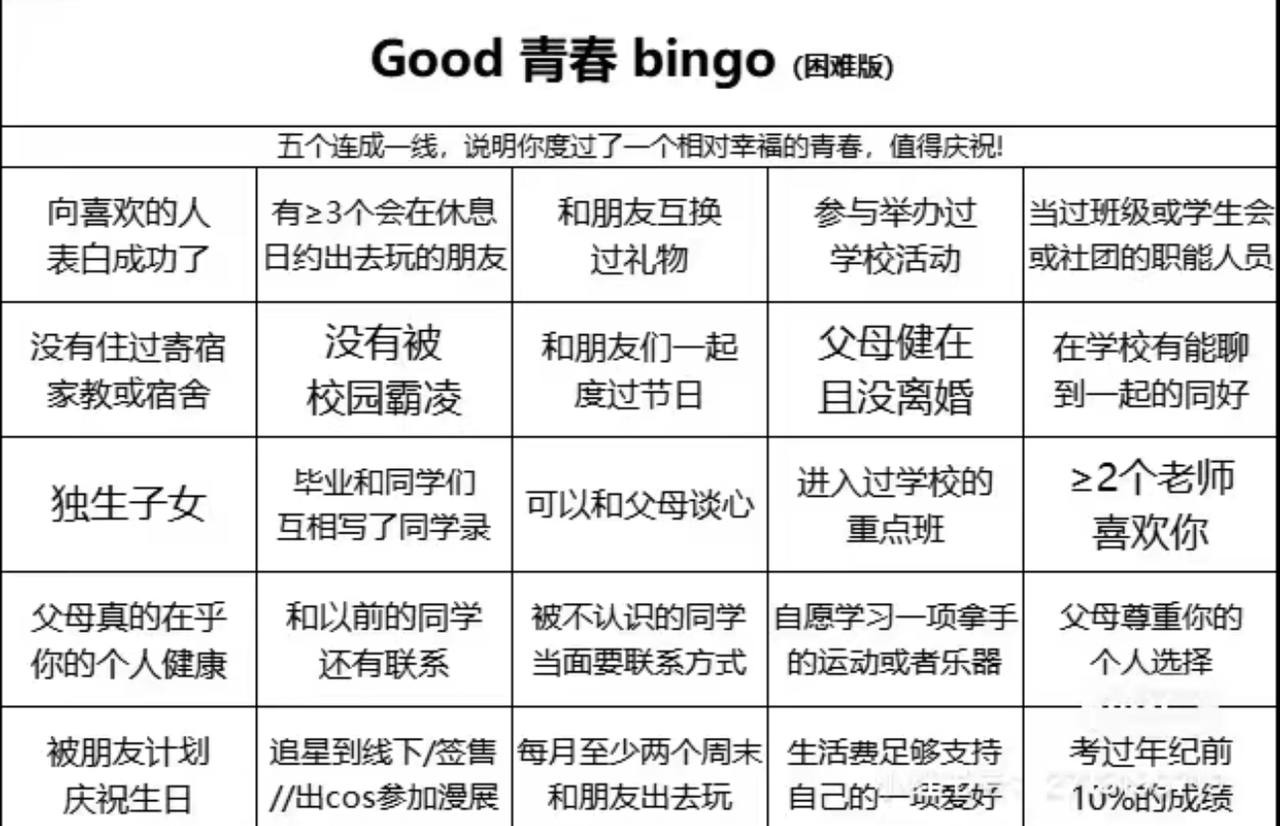 Good 青春 bingo (困难版)
五个连成一线，说明你度过了一个相对幸福的青春，值得庆祝!
向喜欢的人
表白成功了
有≥3个会在休息
日约出去玩的朋友
和朋友互换
过礼物
参与举办过
学校活动
当过班级或学生会
或社团的职能人员
没有住过寄宿
家教或宿舍
没有被
校园霸凌
和朋友们一起
度过节日
父母健在
且没离婚
在学校有能聊
到一起的同好
独生子女
毕业和同学们
互相写了同学录
可以和父母谈心
进入过学校的
重点班
≥2个老师
喜欢你
父母真的在乎
你的个人健康
和以前的同学
还有联系
被不认识的同学
当面要联系方式
自愿学习一项拿手
的运动或者乐器
父母尊重你的
个人选择
被朋友计划
庆祝生日
追星到线下/签售
//出cos参加漫展
每月至少两个周末
和朋友出去玩
生活费足够支持
自己的一项爱好
考过年纪前
10%的成绩